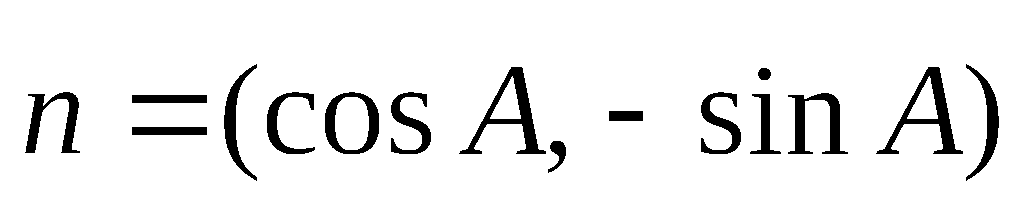 n =(cos A, - sin A)